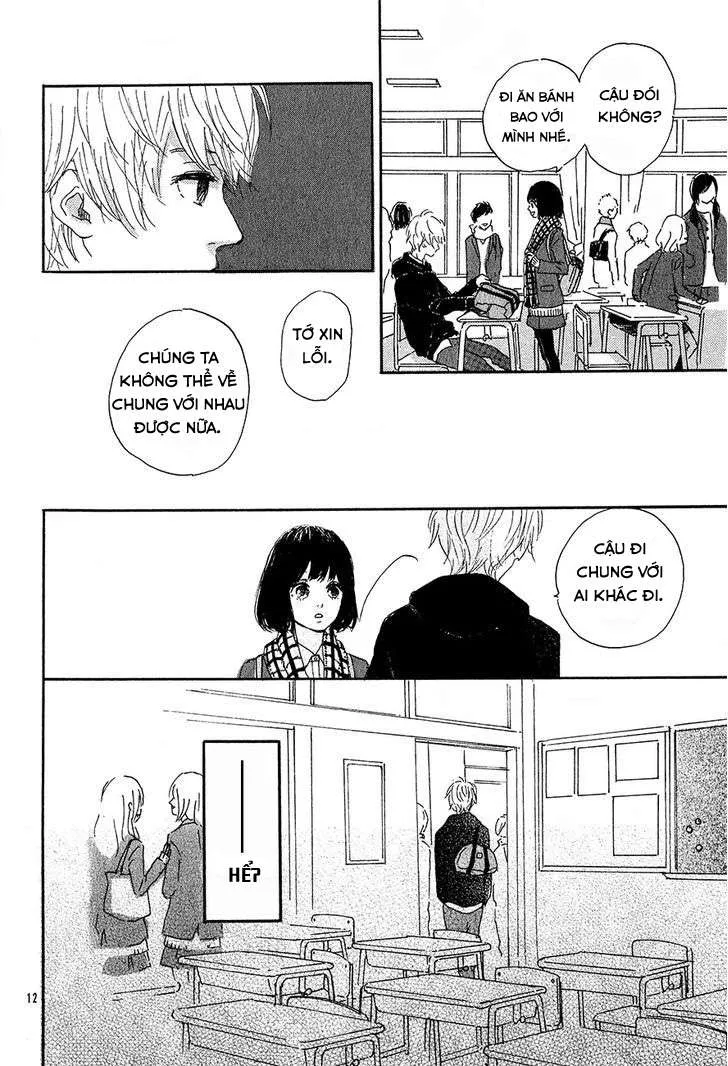 CẬU ĐÓI
KHÔNG?
ĐI ĂN BÁNH
BAO VỚI
MÌNH NHÉ.
TỚ XIN
LỖI.
CHÚNG TA
KHÔNG THỂ VỀ
CHUNG VỚI NHAU
ĐƯỢC NỮA.
CẬU ĐI
CHUNG VỚI
AI KHÁC ĐI.
HỂ?
12